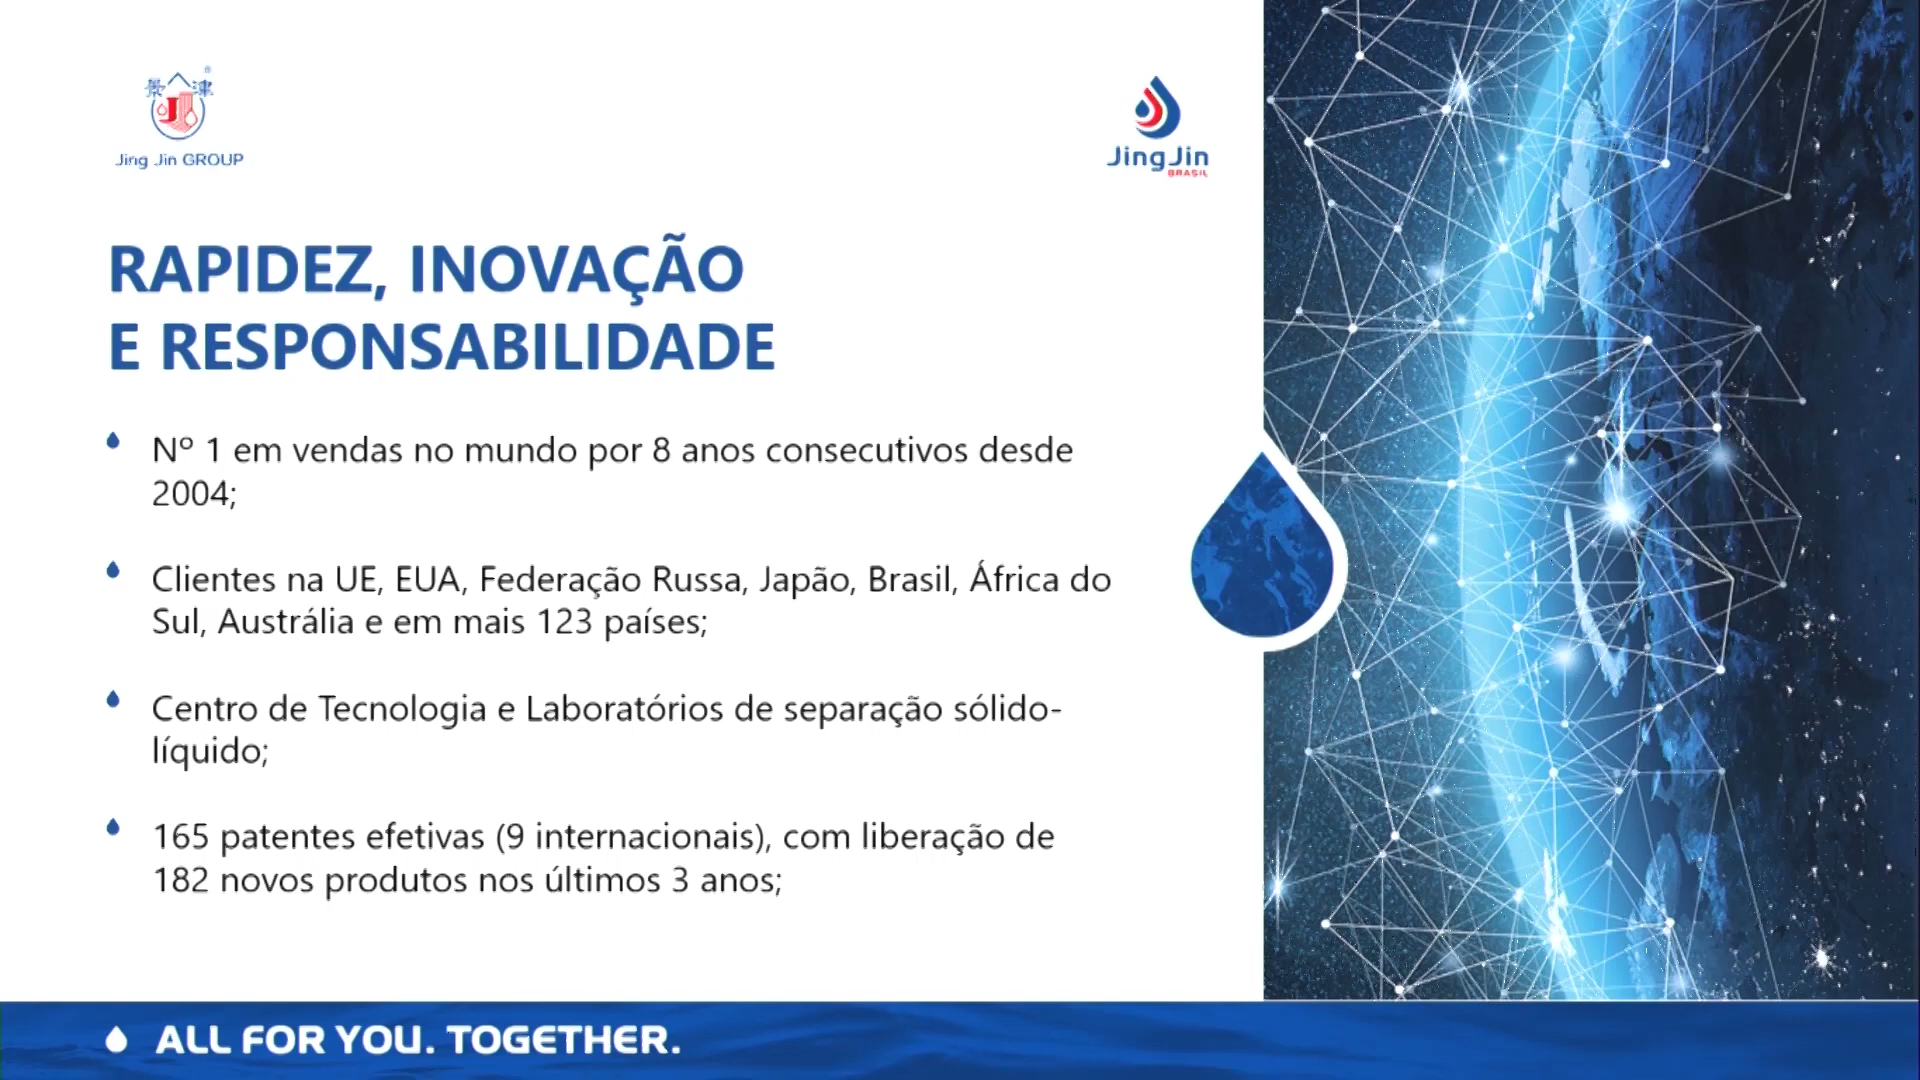 景津®
Jing Jin GROUP
JingJin
BRASIL
RAPIDEZ, INOVAÇÃO
E RESPONSABILIDADE
Nº 1 em vendas no mundo por 8 anos consecutivos desde
2004;
Clientes na UE, EUA, Federação Russa, Japão, Brasil, África do
Sul, Austrália e em mais 123 países;
Centro de Tecnologia e Laboratórios de separação sólido-
líquido;
165 patentes efetivas (9 internacionais), com liberação de
182 novos produtos nos últimos 3 anos;
ALL FOR YOU. TOGETHER.